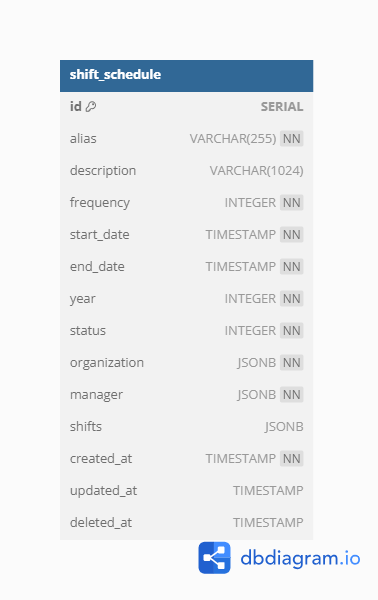 shift_schedule
id SERIAL
alias VARCHAR(255) NN
description VARCHAR(1024)
frequency INTEGER NN
start_date TIMESTAMP NN
end_date TIMESTAMP NN
year INTEGER NN
status INTEGER NN
organization JSONB NN
manager JSONB NN
shifts JSONB
created_at TIMESTAMP NN
updated_at TIMESTAMP
deleted_at TIMESTAMP
dbdiagram.io